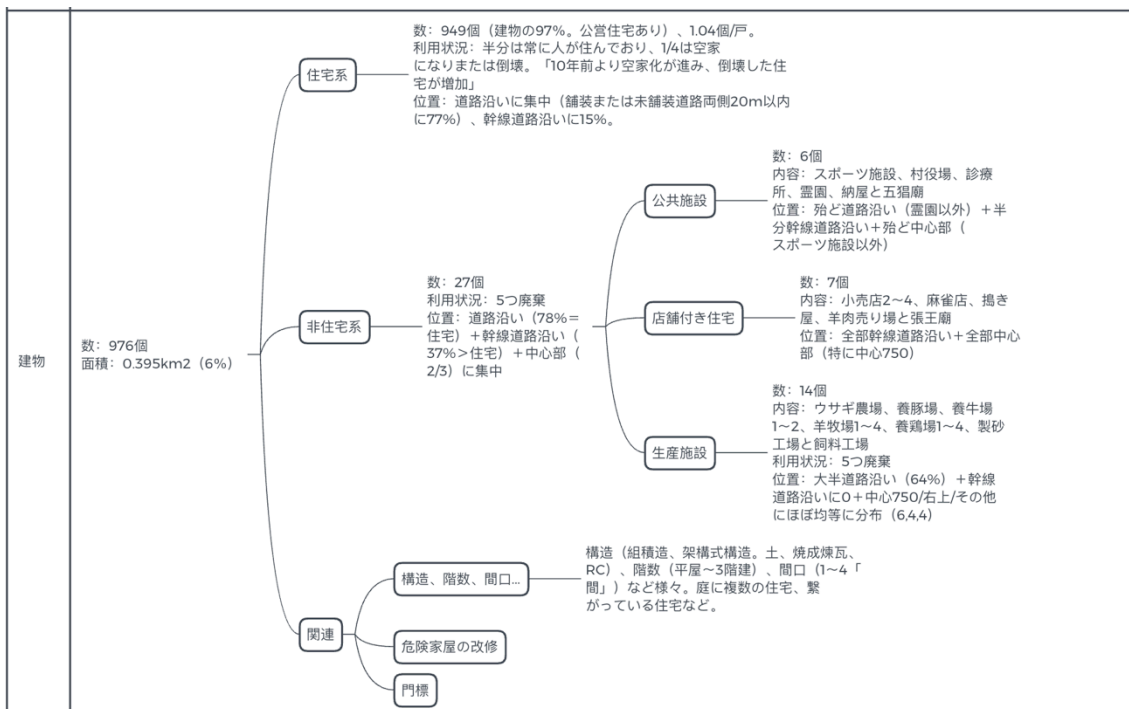 建物
数：976個
面積：0.395km2（6%）
住宅系
数：949個（建物の97%。公営住宅あり）、1.04個/戸。
利用状況：半分は常に人が住んでおり、1/4は空家
になりまたは倒壊。「10年前より空家化が進み、倒壊した住
宅が増加」
位置：道路沿いに集中（舗装または未舗装道路両側20m以内
に77%）、幹線道路沿いに15%。
非住宅系
数：27個
利用状況：5つ廃棄
位置：道路沿い（78%＝
住宅）＋幹線道路沿い（
37%＞住宅）＋中心部（
2/3）に集中
公共施設
数：6個
内容：スポーツ施設、村役場、診療
所、霊園、納屋と五猖廟
位置：殆ど道路沿い（霊園以外）＋半
分幹線道路沿い＋殆ど中心部（
スポーツ施設以外）
店舗付き住宅
数：7個
内容：小売店2〜4、麻雀店、搗き
屋、羊肉売り場と張王廟
位置：全部幹線道路沿い＋全部中心
部（特に中心750）
生産施設
数：14個
内容：ウサギ農場、養豚場、養牛場
1〜2、羊牧場1〜4、養鶏場1〜4、製砂
工場と飼料工場
利用状況：5つ廃棄
位置：大半道路沿い（64%）＋幹線
道路沿いに0＋中心750/右上/その他
にほぼ均等に分布（6,4,4）
関連
構造、階数、間口...
構造（組積造、架構式構造。土、焼成煉瓦、
RC）、階数（平屋〜3階建）、間口（1〜4「
間」）など様々。庭に複数の住宅、繋
がっている住宅など。
危険家屋の改修
門標